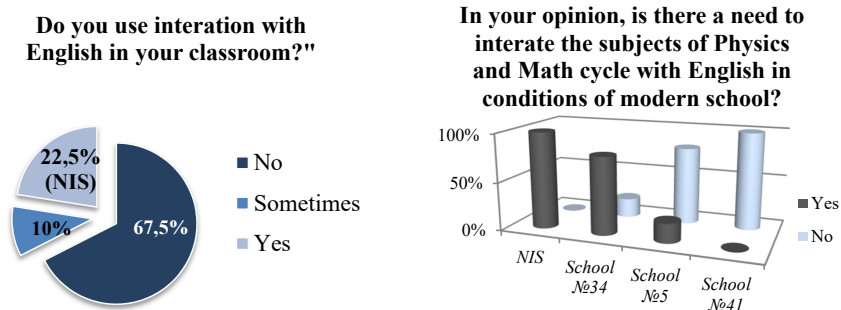 Do you use interation with
English in your classroom?"
22,5%
(NIS)
10%
67,5%
No
Sometimes
Yes
In your opinion, is there a need to
interate the subjects of Physics
and Math cycle with English in
conditions of modern school?
100%
50%
0%
NIS
School
№34
School
№5
School
№41
Yes
No